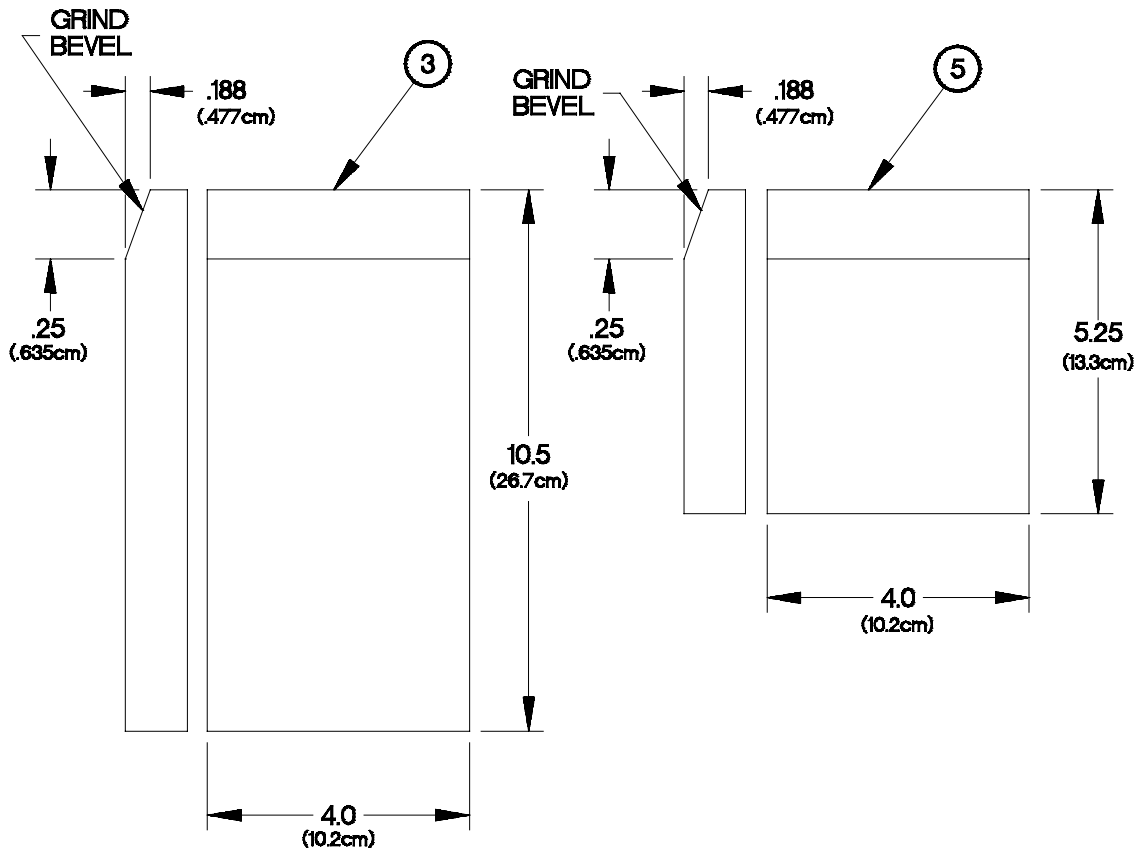 GRIND
BEVEL
.188
(.477cm)
3
.25
(.635cm)
10.5
(26.7cm)
4.0
(10.2cm)
GRIND
BEVEL
.188
(.477cm)
5
.25
(.635cm)
5.25
(13.3cm)
4.0
(10.2cm)